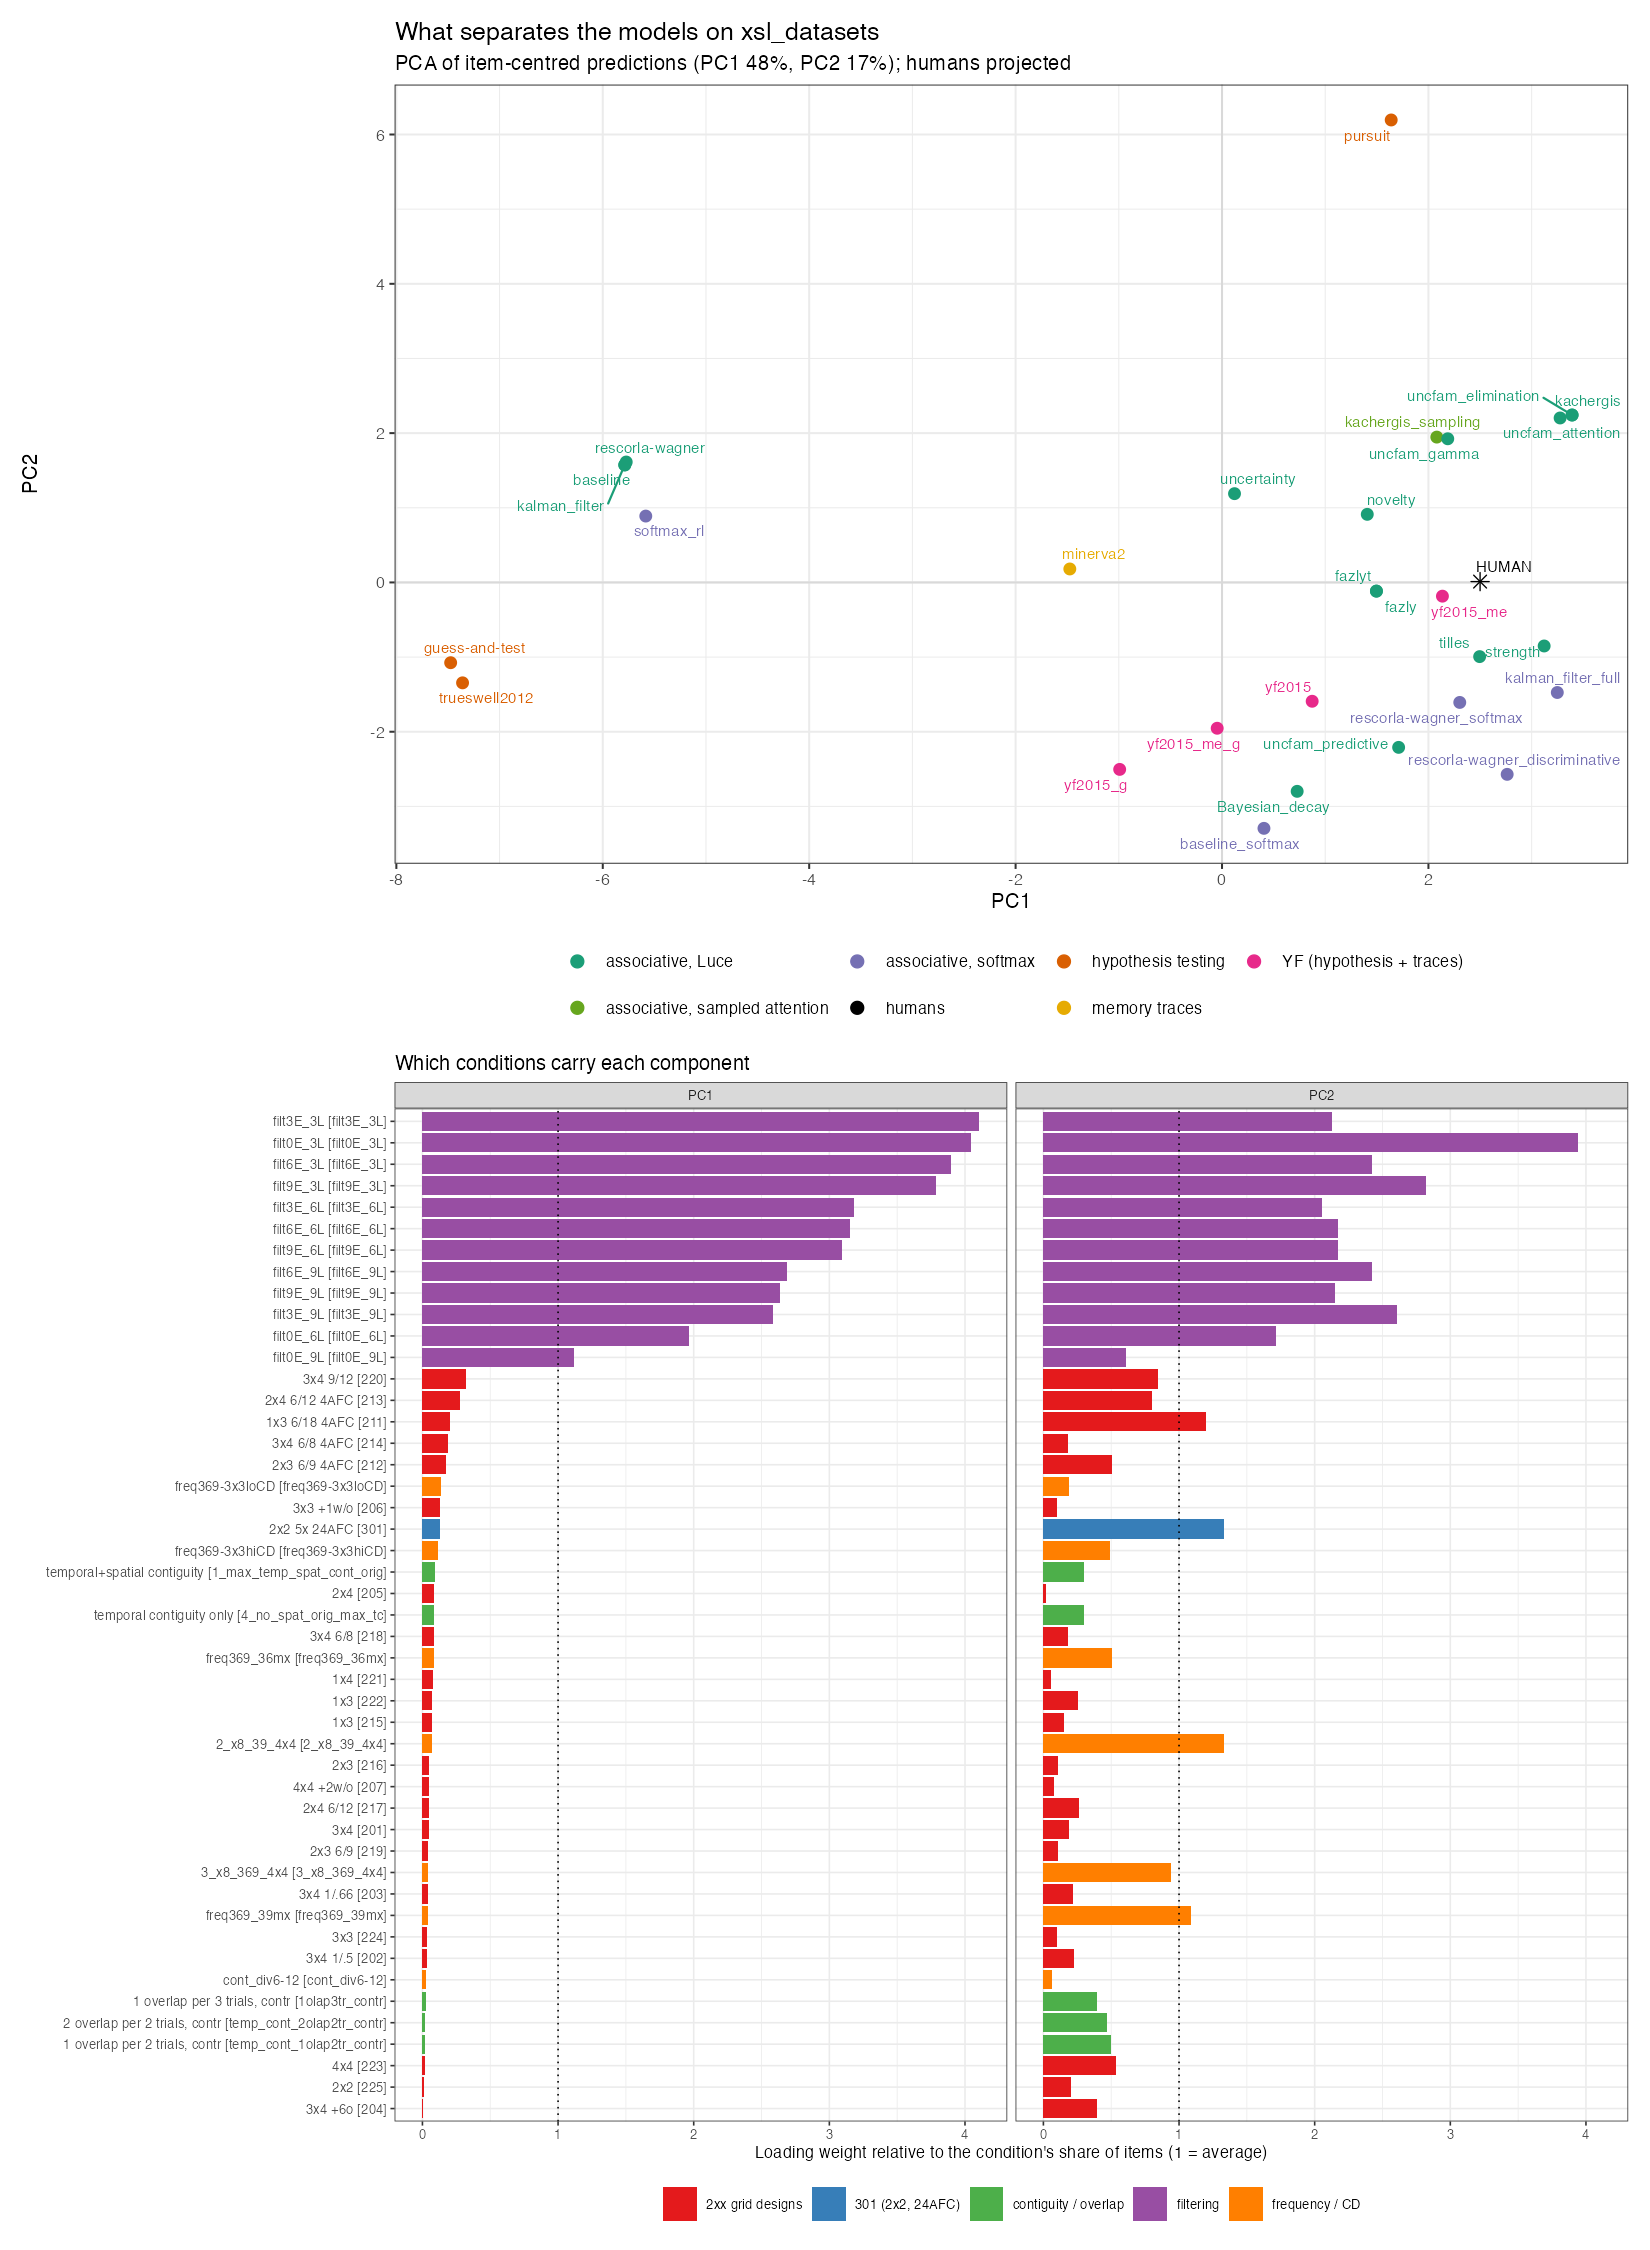 What separates the models on xsl_datasets
PCA of item-centred predictions (PC1 48%, PC2 17%); humans projected
PC2
6
4
2
0
-2
pursuit
uncfam_elimination
kachergis
kachergis_sampling
uncfam_attention
uncfam_gamma
rescorla-wagner
baseline
kalman_filter
softmax_rl
uncertainty
novelty
minerva2
HUMAN
fazlyt
fazly
yf2015_me
tilles
strength
guess-and-test
trueswell2012
kalman_filter_full
yf2015
rescorla-wagner_softmax
yf2015_me_g
uncfam_predictive
rescorla-wagner_discriminative
yf2015_g
Bayesian_decay
baseline_softmax
-8 -6 -4 -2 0 2
PC1
associative, Luce associative, softmax hypothesis testing YF (hypothesis + traces)
associative, sampled attention humans memory traces
Which conditions carry each component
PC1 PC2
filt3E_3L [filt3E_3L]
filt0E_3L [filt0E_3L]
filt6E_3L [filt6E_3L]
filt9E_3L [filt9E_3L]
filt3E_6L [filt3E_6L]
filt6E_6L [filt6E_6L]
filt9E_6L [filt9E_6L]
filt6E_9L [filt6E_9L]
filt9E_9L [filt9E_9L]
filt3E_9L [filt3E_9L]
filt0E_6L [filt0E_6L]
filt0E_9L [filt0E_9L]
3x4 9/12 [220]
2x4 6/12 4AFC [213]
1x3 6/18 4AFC [211]
3x4 6/8 4AFC [214]
2x3 6/9 4AFC [212]
freq369-3x3loCD [freq369-3x3loCD]
3x3 +1w/o [206]
2x2 5x 24AFC [301]
freq369-3x3hiCD [freq369-3x3hiCD]
temporal+spatial contiguity [1_max_temp_spat_cont_orig]
2x4 [205]
temporal contiguity only [4_no_spat_orig_max_tc]
3x4 6/8 [218]
freq369_36mx [freq369_36mx]
1x4 [221]
1x3 [222]
1x3 [215]
2_x8_39_4x4 [2_x8_39_4x4]
2x3 [216]
4x4 +2w/o [207]
2x4 6/12 [217]
3x4 [201]
2x3 6/9 [219]
3_x8_369_4x4 [3_x8_369_4x4]
3x4 1/.66 [203]
freq369_39mx [freq369_39mx]
3x3 [224]
3x4 1/.5 [202]
cont_div6-12 [cont_div6-12]
1 overlap per 3 trials, contr [1olap3tr_contr]
2 overlap per 2 trials, contr [temp_cont_2olap2tr_contr]
1 overlap per 2 trials, contr [temp_cont_1olap2tr_contr]
4x4 [223]
2x2 [225]
3x4 +6o [204]
0 1 2 3 4 0 1 2 3 4
Loading weight relative to the condition's share of items (1 = average)
2xx grid designs 301 (2x2, 24AFC) contiguity / overlap filtering frequency / CD